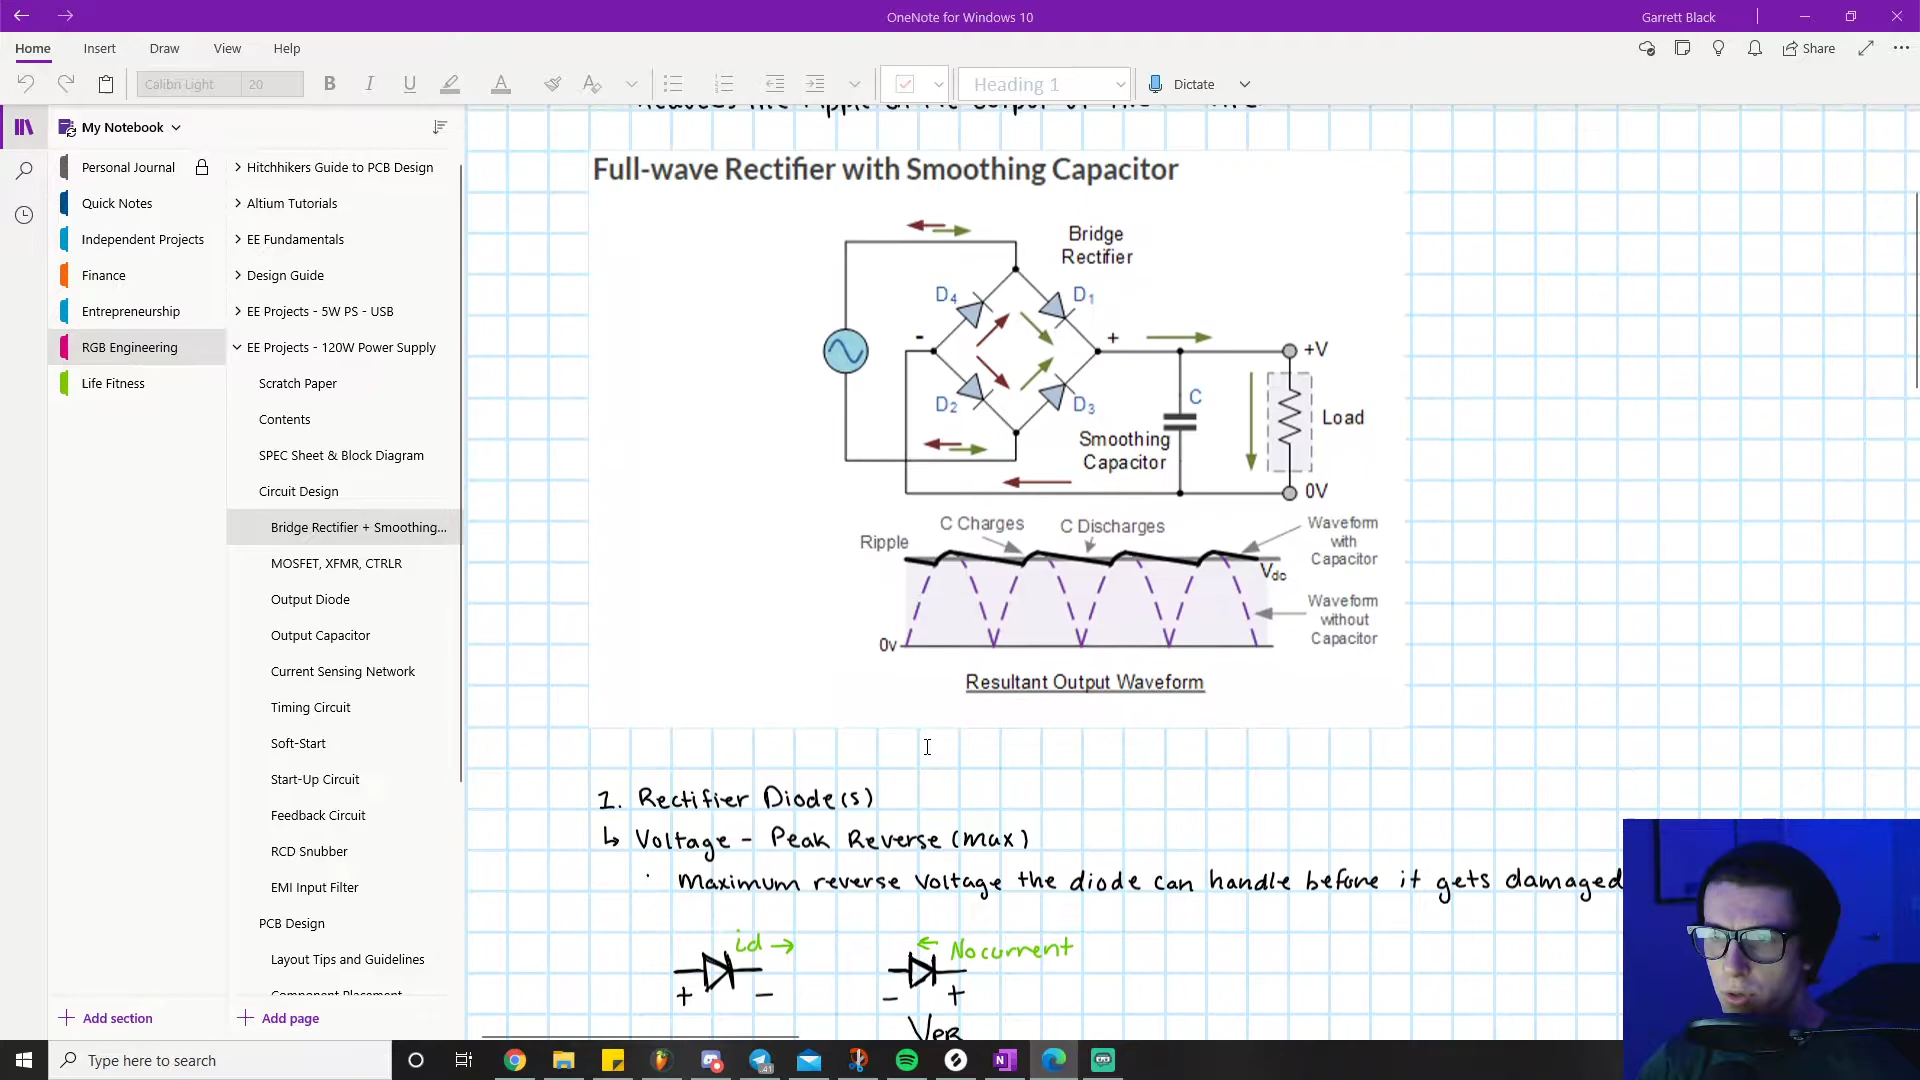 OneNote for Windows 10
Garrett Black
Home
Insert
Draw
View
Help
Share
Calibri Light
20
B
I
U
A
Heading 1
Dictate
My Notebook
Personal Journal
Quick Notes
Independent Projects
Finance
Entrepreneurship
RGB Engineering
Life Fitness
Add section
Hitchhikers Guide to PCB Design
Altium Tutorials
EE Fundamentals
Design Guide
EE Projects - 5W PS - USB
EE Projects - 120W Power Supply
Scratch Paper
Contents
SPEC Sheet & Block Diagram
Circuit Design
Bridge Rectifier + Smoothing...
MOSFET, XFMR, CTRLR
Output Diode
Output Capacitor
Current Sensing Network
Timing Circuit
Soft-Start
Start-Up Circuit
Feedback Circuit
RCD Snubber
EMI Input Filter
PCB Design
Layout Tips and Guidelines
Add page
Full-wave Rectifier with Smoothing Capacitor
Bridge
Rectifier
D4
D1
-
+
+V
D2
D3
C
Load
Smoothing
Capacitor
0V
C Charges
C Discharges
Waveform
with
Capacitor
Ripple
Vdc
Waveform
without
Capacitor
0v
Resultant Output Waveform
1. Rectifier Diode(s)
↳ Voltage - Peak Reverse (max)
· Maximum reverse voltage the diode can handle before it gets damaged
id →
← No current
+ -
- +
VPR
Type here to search